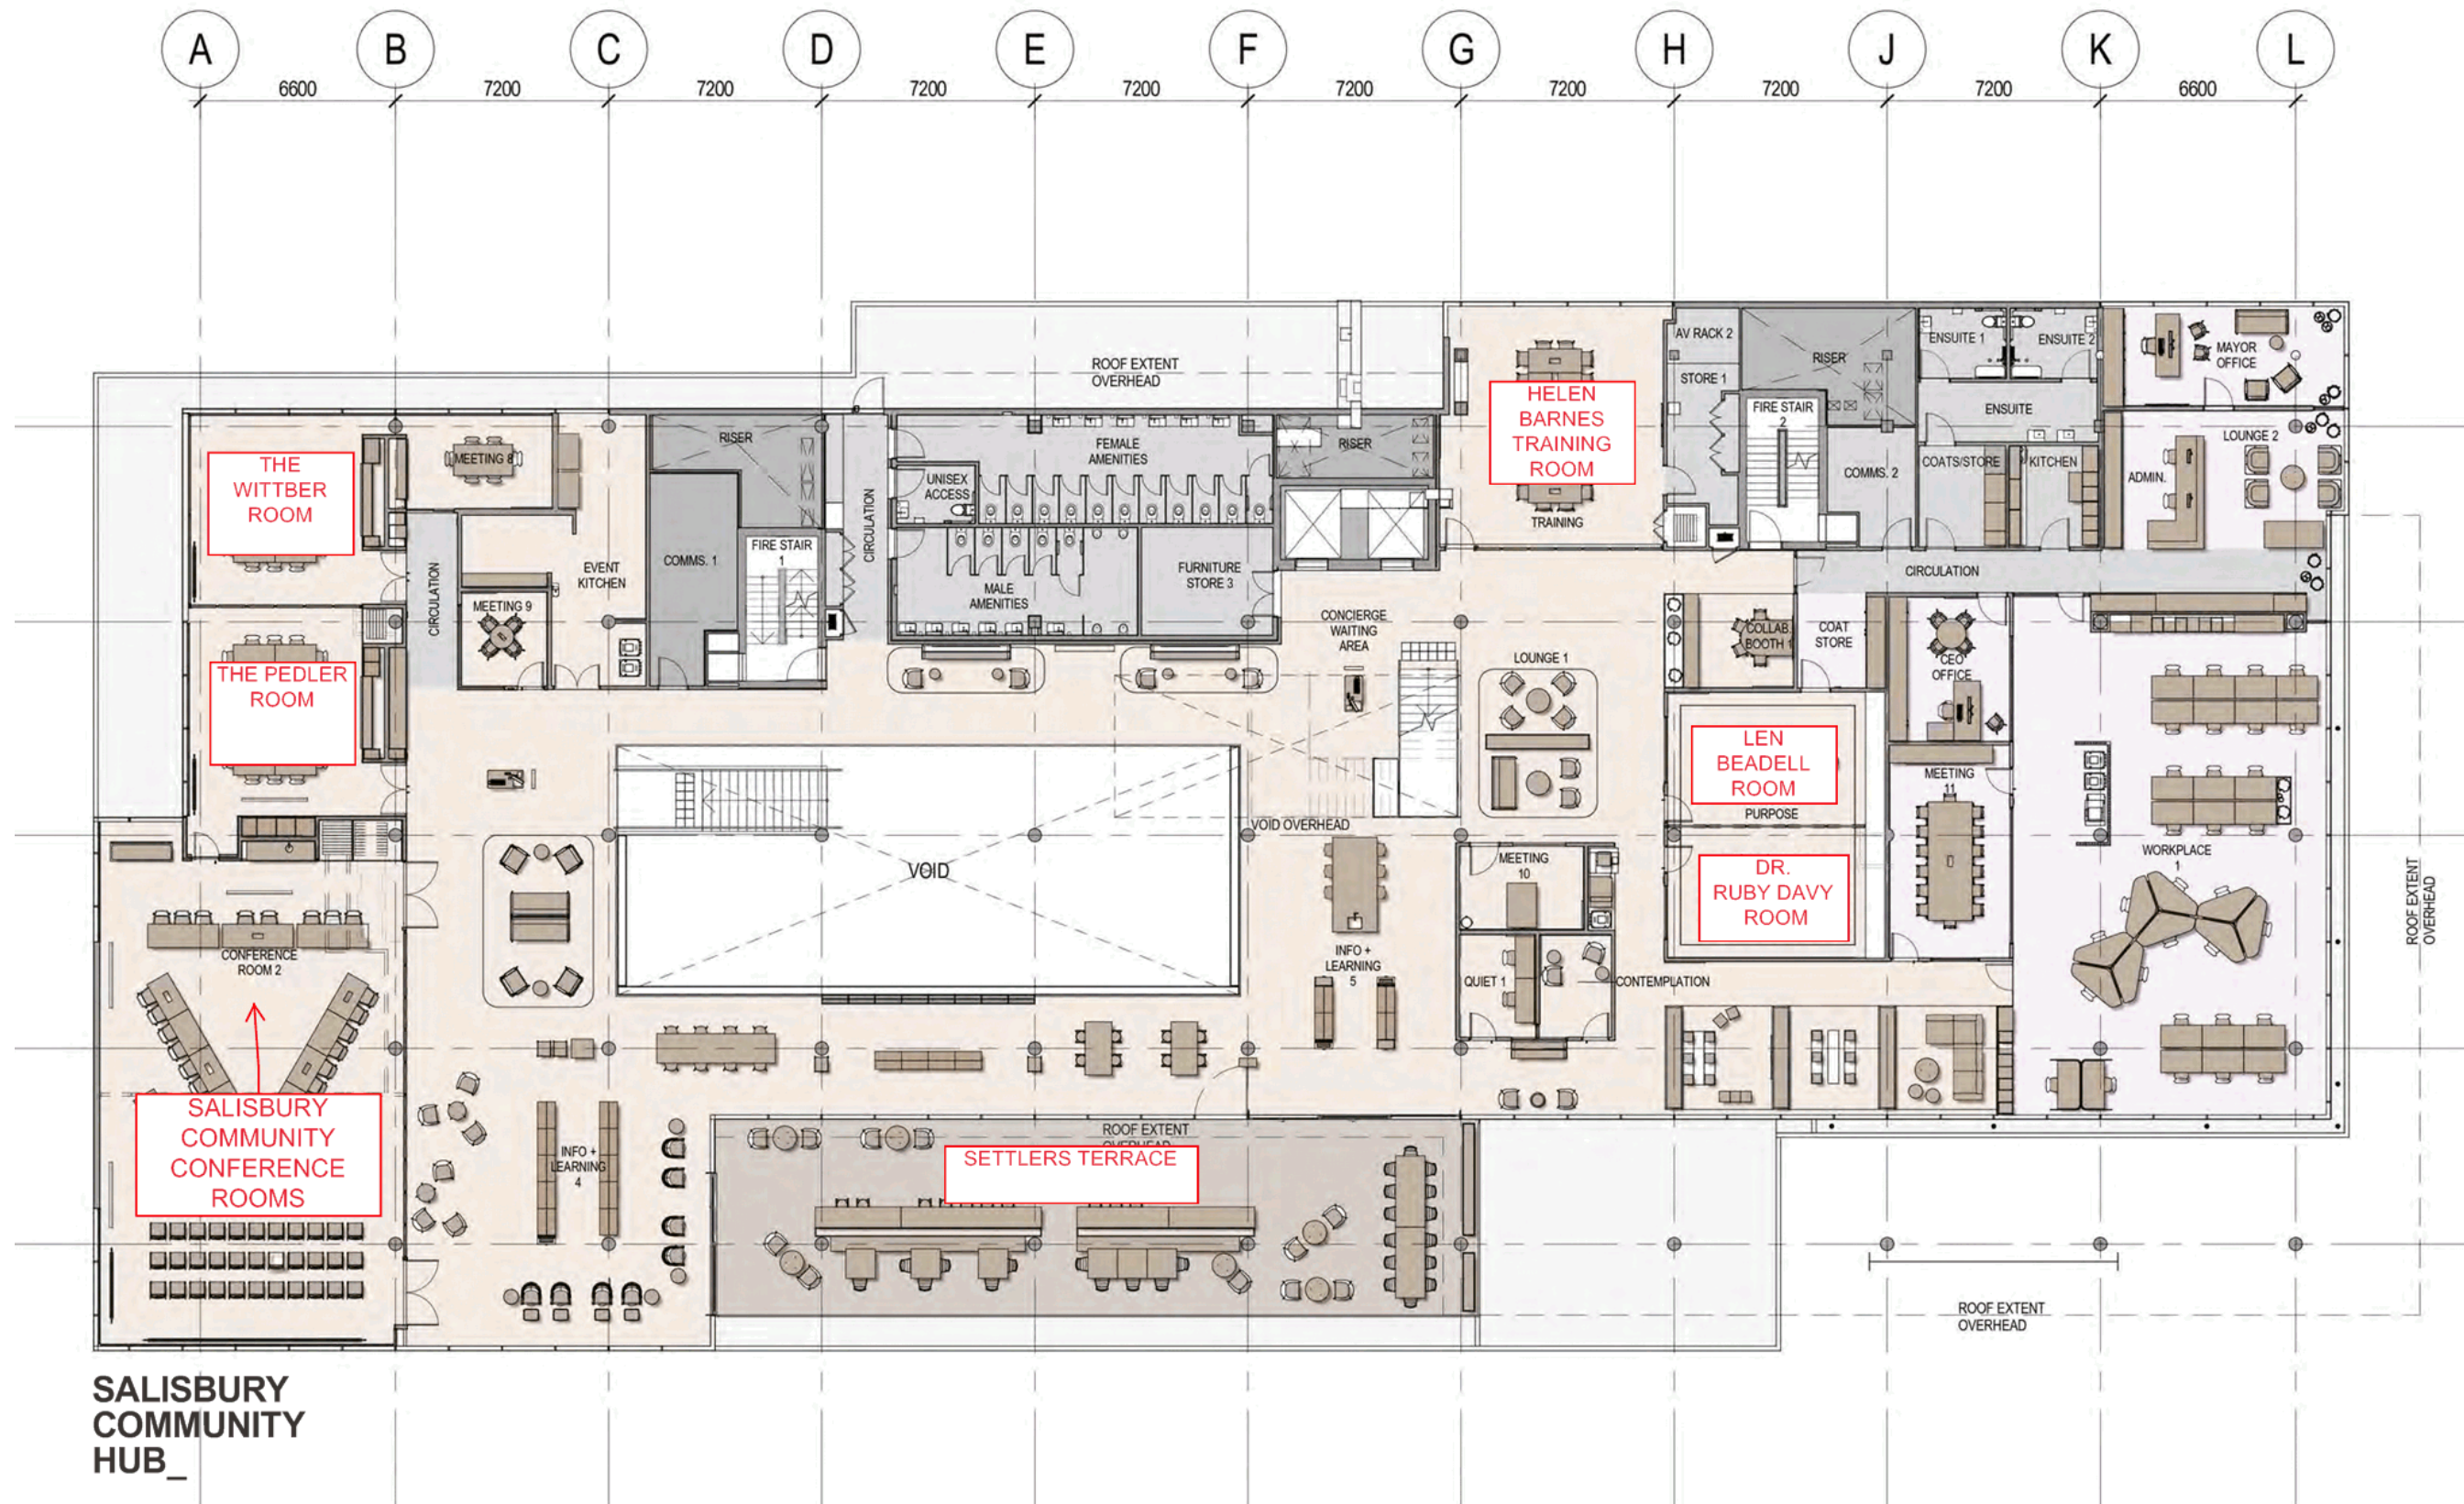 A B C D E F G H J K L
6600 7200 7200 7200 7200 7200 7200 7200 7200 6600
ROOF EXTENT
OVERHEAD
HELEN
BARNES
TRAINING
ROOM
TRAINING
AV RACK 2
STORE 1
RISER
FIRE STAIR
2
COMMS. 2
ENSUITE 1
ENSUITE 2
ENSUITE
COATS/STORE
KITCHEN
MAYOR
OFFICE
LOUNGE 2
ADMIN.
CIRCULATION
THE
WITTBER
ROOM
MEETING 8
RISER
COMMS. 1
FIRE STAIR
1
EVENT
KITCHEN
MEETING 9
CIRCULATION
CIRCULATION
FEMALE
AMENITIES
UNISEX
ACCESS
MALE
AMENITIES
FURNITURE
STORE 3
RISER
CONCIERGE
WAITING
AREA
THE PEDLER
ROOM
LOUNGE 1
COLLAB.
BOOTH 1
COAT
STORE
CEO
OFFICE
LEN
BEADELL
ROOM
PURPOSE
DR.
RUBY DAVY
ROOM
MEETING
11
WORKPLACE
1
VOID OVERHEAD
VOID
MEETING
10
INFO +
LEARNING
5
QUIET 1
CONTEMPLATION
ROOF EXTENT
OVERHEAD
CONFERENCE
ROOM 2
SALISBURY
COMMUNITY
CONFERENCE
ROOMS
INFO +
LEARNING
4
ROOF EXTENT
OVERHEAD
SETTLERS TERRACE
ROOF EXTENT
OVERHEAD
SALISBURY
COMMUNITY
HUB_